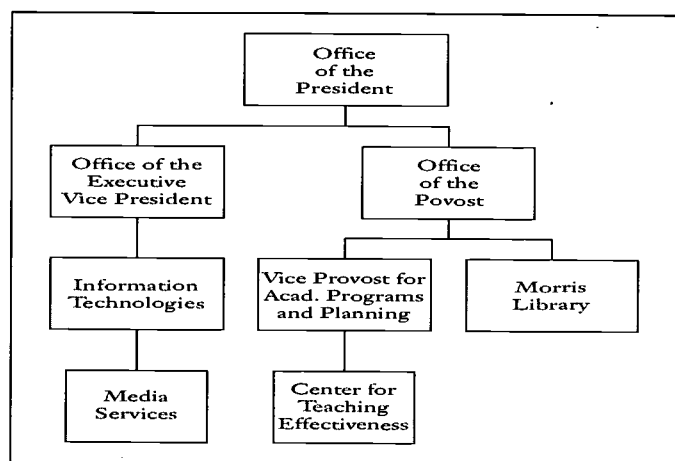 Office
of the
President
Office of the
Executive
Vice President
Office
of the
Povost
Information
Technologies
Vice Provost for
Acad. Programs
and Planning
Morris
Library
Media
Services
Center for
Teaching
Effectiveness